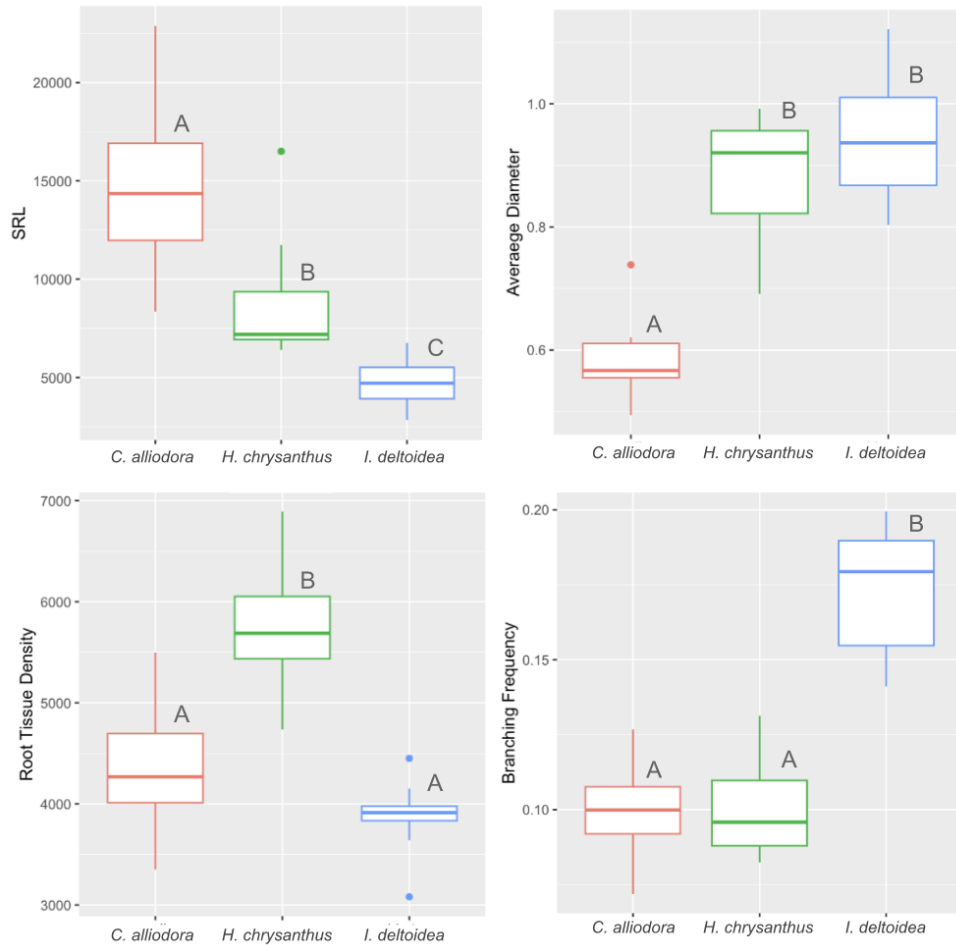 SRL
20000
15000
10000
5000
A
B
C
C. alliodora H. chrysanthus I. deltoidea
Averaege Diameter
1.0
0.8
0.6
A
B
B
C. alliodora H. chrysanthus I. deltoidea
Root Tissue Density
7000
6000
5000
4000
3000
A
B
A
C. alliodora H. chrysanthus I. deltoidea
Branching Frequency
0.20
0.15
0.10
A
A
B
C. alliodora H. chrysanthus I. deltoidea